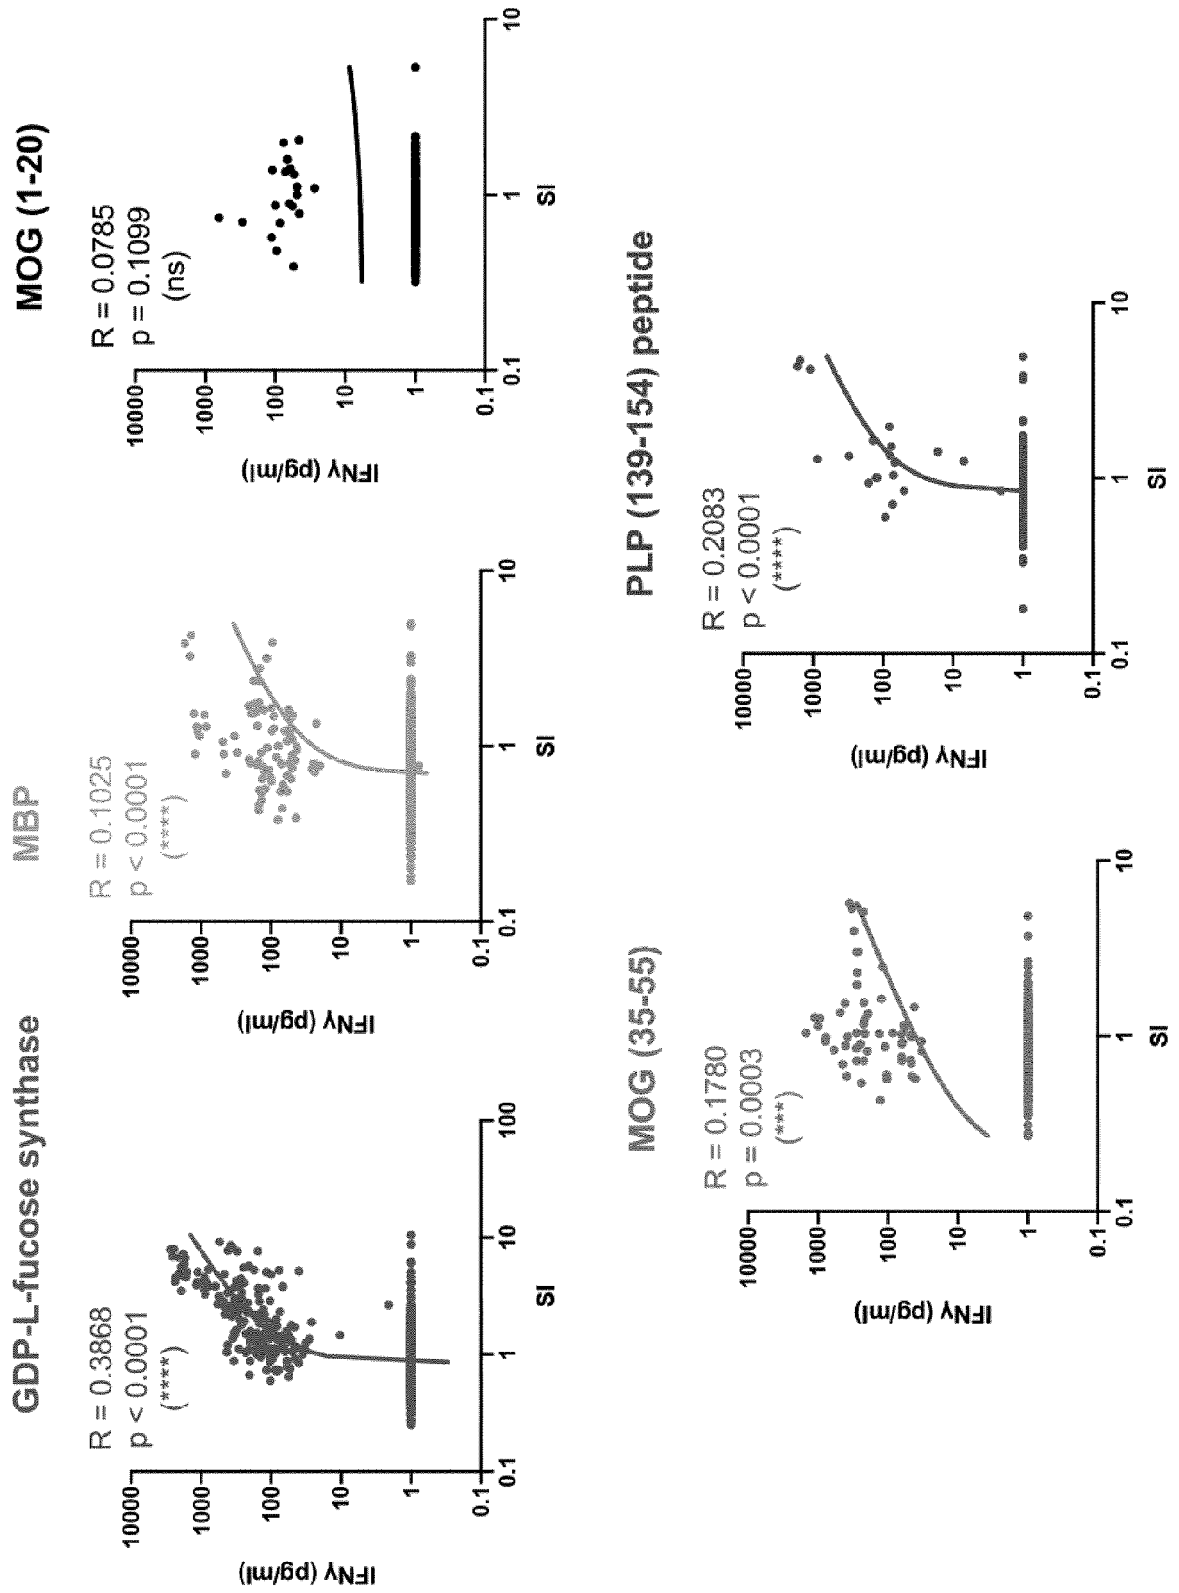 GDP-L-fucose synthase
R = 0.3868
p < 0.0001
(****)
IFNγ (pg/ml)
10000
1000
100
10
1
0.1
0.1
1
10
100
SI
MBP
R = 0.1025
p < 0.0001
(****)
IFNγ (pg/ml)
10000
1000
100
10
1
0.1
0.1
1
10
SI
MOG (1-20)
R = 0.0785
p = 0.1099
(ns)
IFNγ (pg/ml)
10000
1000
100
10
1
0.1
0.1
1
10
SI
MOG (35-55)
R = 0.1780
p = 0.0003
(***)
IFNγ (pg/ml)
10000
1000
100
10
1
0.1
0.1
1
10
SI
PLP (139-154) peptide
R = 0.2083
p < 0.0001
(****)
IFNγ (pg/ml)
10000
1000
100
10
1
0.1
0.1
1
10
SI